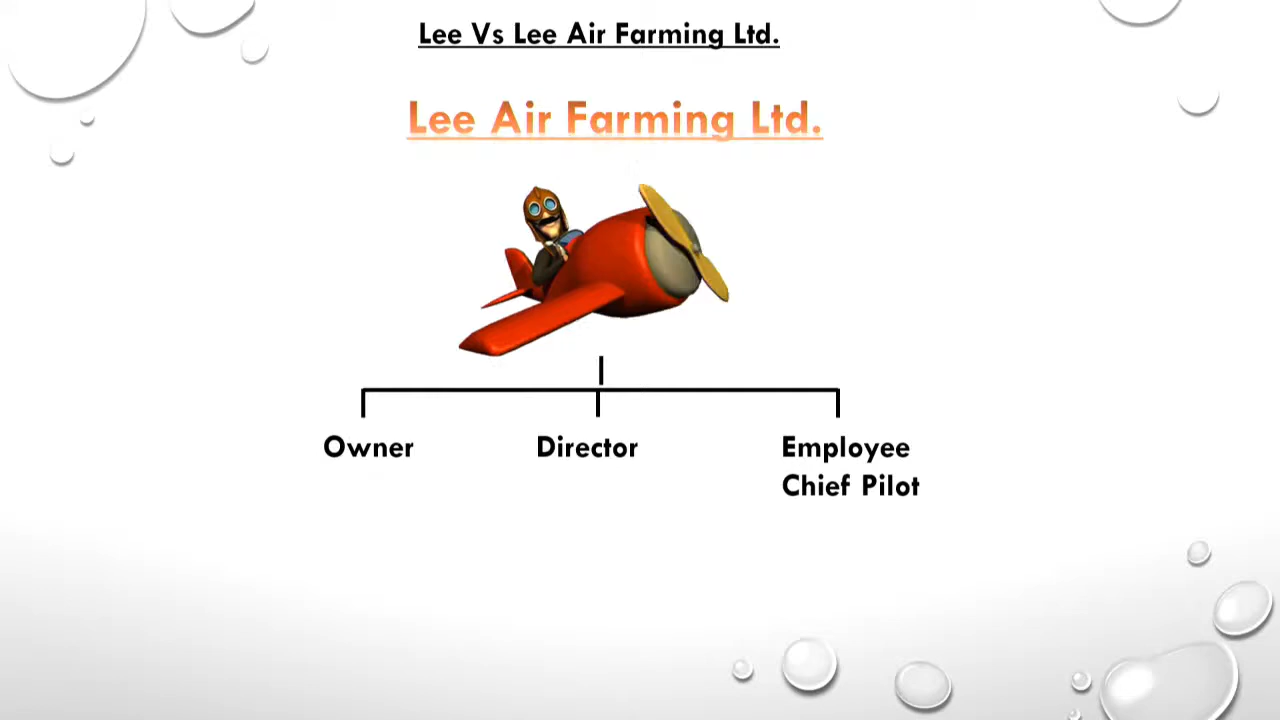 Lee Vs Lee Air Farming Ltd.
Lee Air Farming Ltd.
Owner
Director
Employee
Chief Pilot